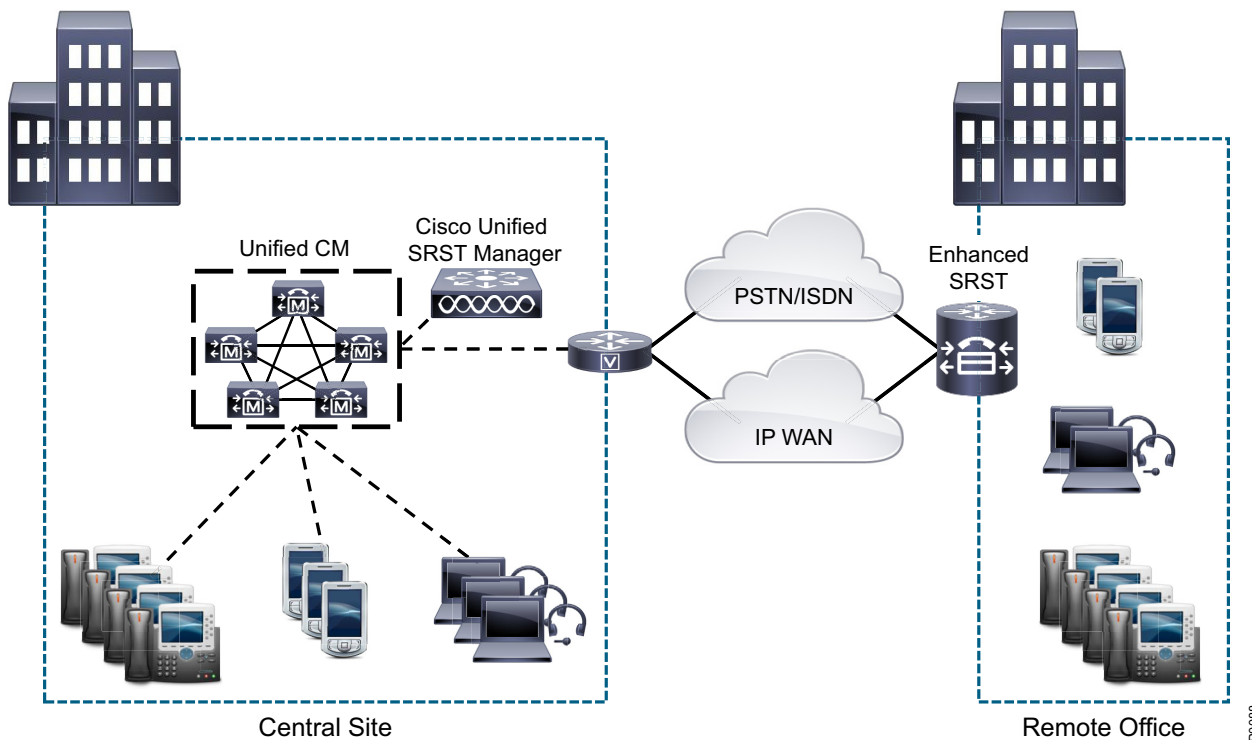 Cisco Unified
SRST Manager
Unified CM
M
M
M
M
M
V
PSTN/ISDN
IP WAN
Enhanced
SRST
Central Site
Remote Office